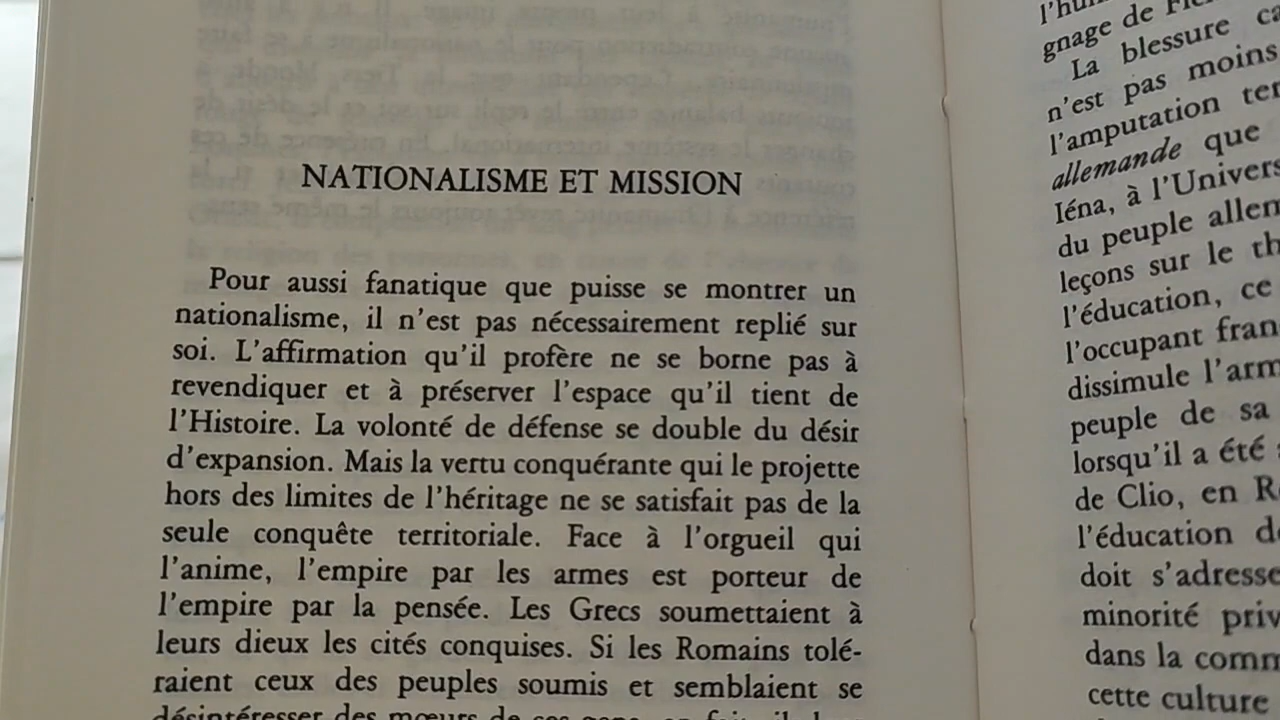 NATIONALISME ET MISSION
Pour aussi fanatique que puisse se montrer un
nationalisme, il n'est pas nécessairement replié sur
soi. L'affirmation qu'il profère ne se borne pas à
revendiquer et à préserver l'espace qu'il tient de
l'Histoire. La volonté de défense se double du désir
d'expansion. Mais la vertu conquérante qui le projette
hors des limites de l'héritage ne se satisfait pas de la
seule conquête territoriale. Face à l'orgueil qui
l'anime, l'empire par les armes est porteur de
l'empire par la pensée. Les Grecs soumettaient à
leurs dieux les cités conquises. Si les Romains tolé-
raient ceux des peuples soumis et semblaient se
désintéresser des mœurs de ces
gnage de
La blessure
n'est pas moins
l'amputation
allemande que
Iéna, à l'Univers
du peuple allem
leçons sur le
l'éducation, ce
l'occupant fran
dissimule l'arm
peuple de sa
lorsqu'il a été
de Clio, en
l'éducation
doit s'adresse
minorité priv
dans la comm
cette culture